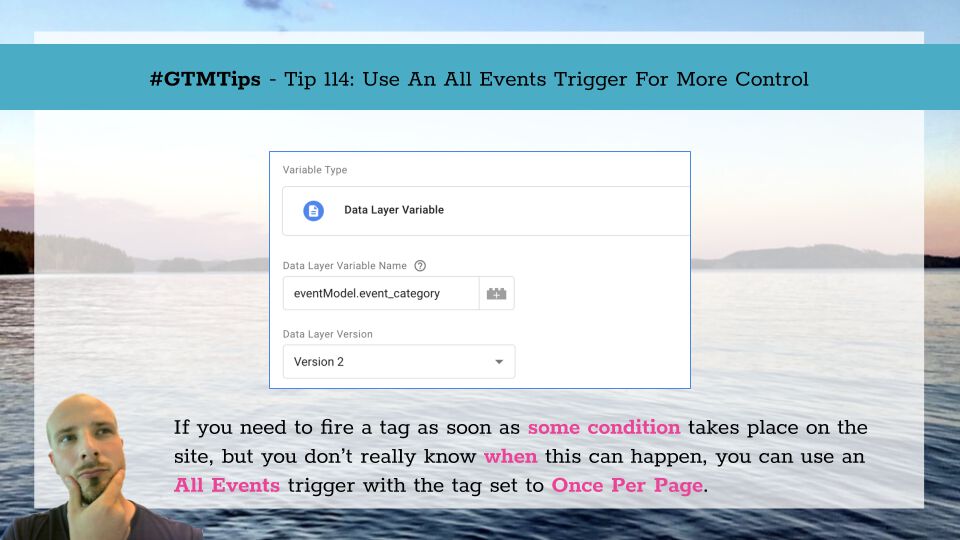 #GTMTips - Tip 114: Use An All Events Trigger For More Control
Variable Type
Data Layer Variable
Data Layer Variable Name
eventModel.event_category
Data Layer Version
Version 2
If you need to fire a tag as soon as some condition takes place on the
site, but you don't really know when this can happen, you can use an
All Events trigger with the tag set to Once Per Page.